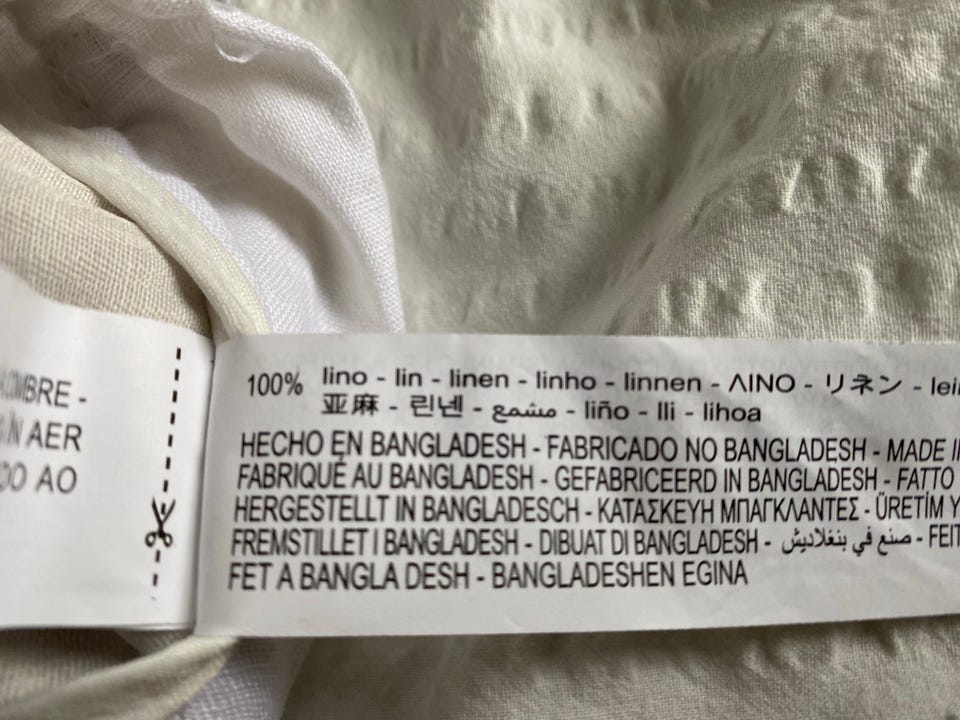 OMBRE -
ÎN AER
AO
100% lino - lin - linen - linho - linnen - ΛΙΝΟ - リネン -
亚麻 - 린넨 - مشمع - liño - lli - lihoa
HECHO EN BANGLADESH - FABRICADO NO BANGLADESH - MADE
FABRIQUÉ AU BANGLADESH - GEFABRICEERD IN BANGLADESH - FATTO
HERGESTELLT IN BANGLADESCH - ΚΑΤΑΣΚΕΥΗ ΜΠΑΓΚΛΑΝΤΕΣ - ÜRETİM
FREMSTILLET I BANGLADESH - DIBUAT DI BANGLADESH - صنع في بنغلاديش -
FET A BANGLA DESH - BANGLADESHEN EGINA